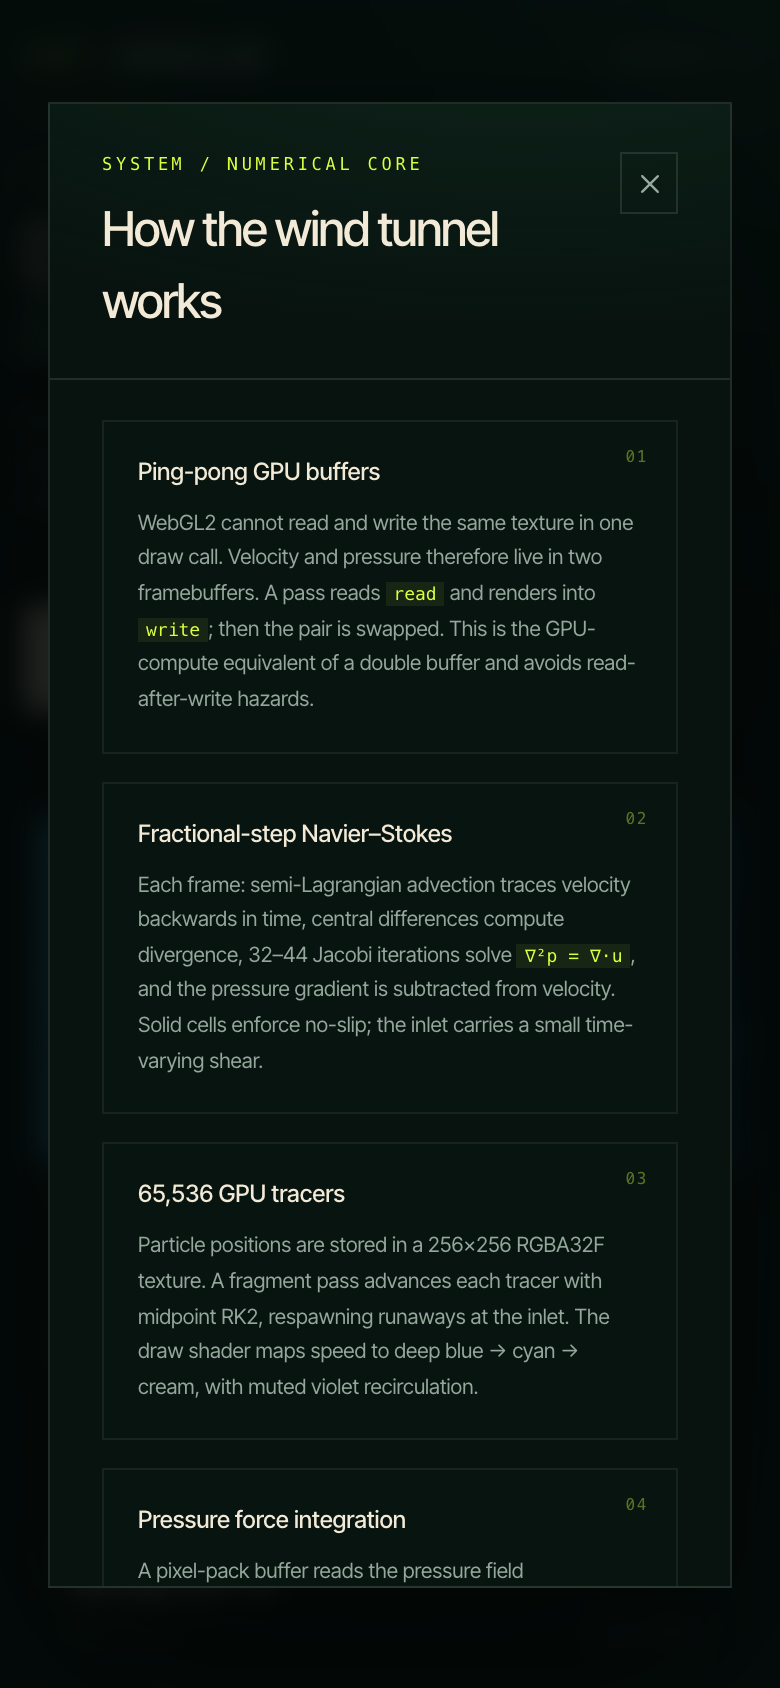 SYSTEM / NUMERICAL CORE
How the wind tunnel
works
01
Ping-pong GPU buffers
WebGL2 cannot read and write the same texture in one
draw call. Velocity and pressure therefore live in two
framebuffers. A pass reads read and renders into
write; then the pair is swapped. This is the GPU-
compute equivalent of a double buffer and avoids read-
after-write hazards.
02
Fractional-step Navier–Stokes
Each frame: semi-Lagrangian advection traces velocity
backwards in time, central differences compute
divergence, 32–44 Jacobi iterations solve ∇²p = ∇·u,
and the pressure gradient is subtracted from velocity.
Solid cells enforce no-slip; the inlet carries a small time-
varying shear.
03
65,536 GPU tracers
Particle positions are stored in a 256×256 RGBA32F
texture. A fragment pass advances each tracer with
midpoint RK2, respawning runaways at the inlet. The
draw shader maps speed to deep blue → cyan →
cream, with muted violet recirculation.
04
Pressure force integration
A pixel-pack buffer reads the pressure field